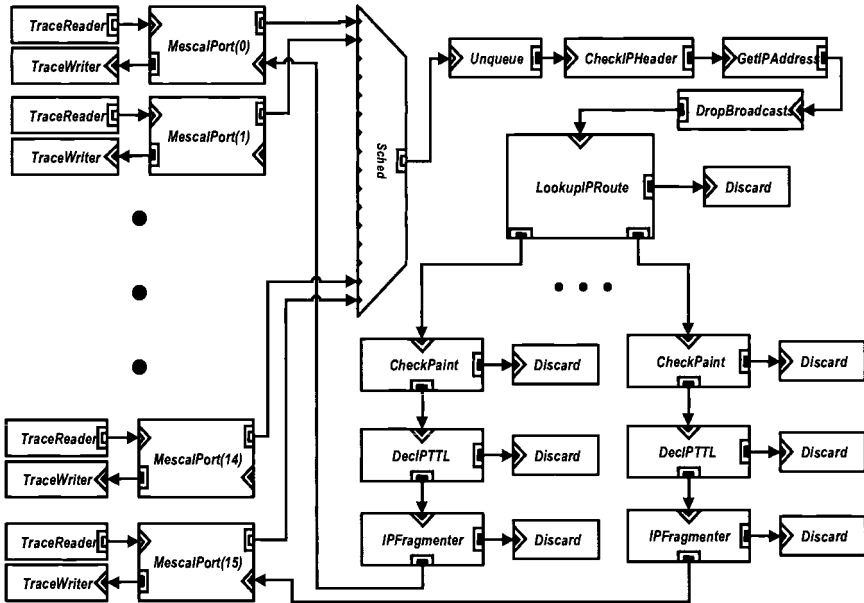 TraceReader
MescalPort(0)
TraceWriter
TraceReader
MescalPort(1)
TraceWriter
Sched
Unqueue
CheckIPHeader
GetIPAddress
DropBroadcasts
LookupIPRoute
Discard
CheckPaint
Discard
CheckPaint
Discard
DecIPTTL
Discard
DecIPTTL
Discard
IPFragmenter
Discard
IPFragmenter
Discard
TraceReader
MescalPort(14)
TraceWriter
TraceReader
MescalPort(15)
TraceWriter